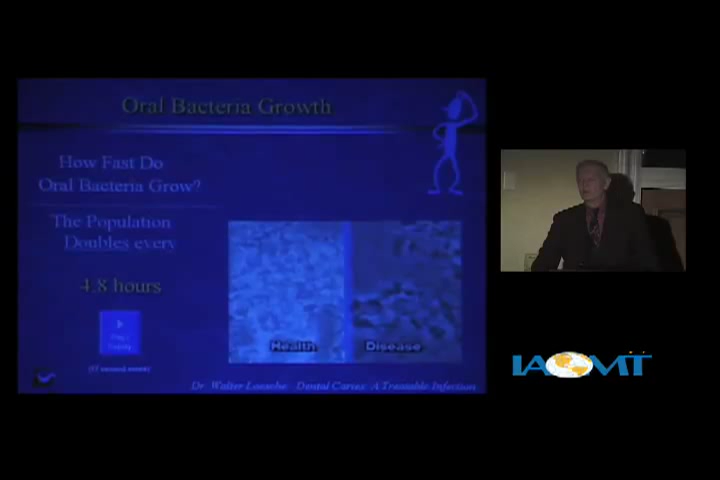 Oral Bacteria Growth
How Fast Do
Oral Bacteria Grow?
The Population
Doubles every
4.8 hours
Health
Disease
Dr. Walter Loesche Dental Caries: A Treatable Infection
IAOMT